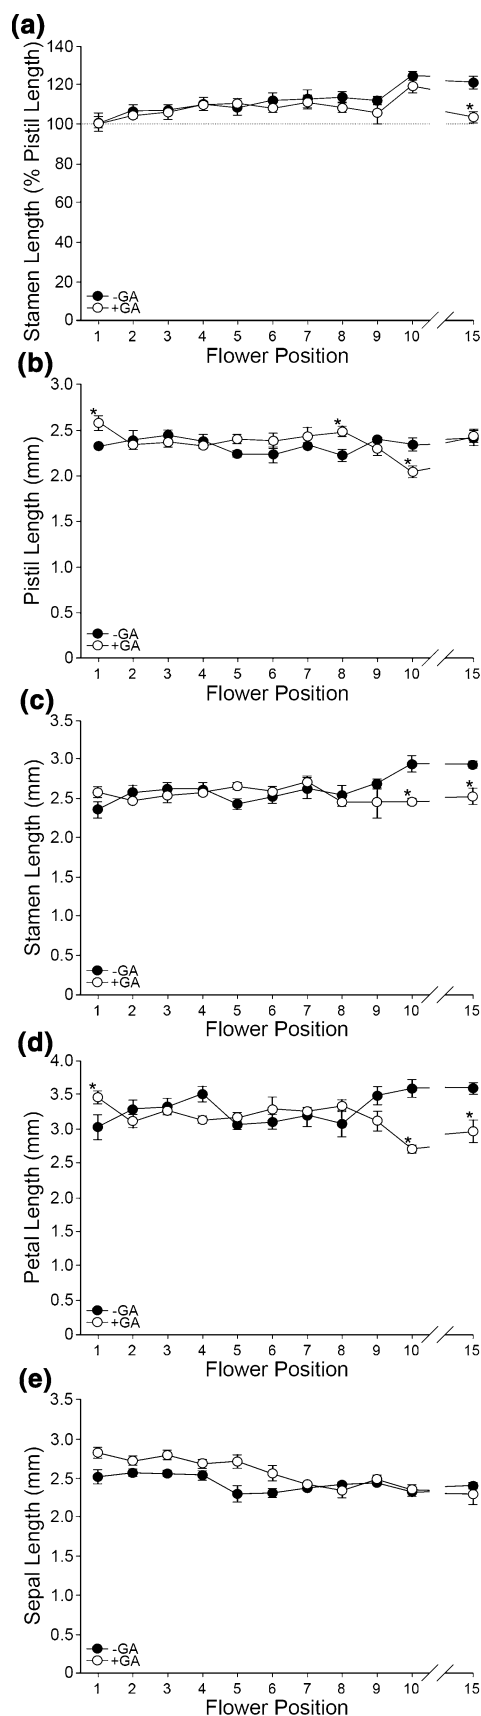 (a)
Stamen Length (% Pistil Length)
140
120
100
80
60
40
20
0
*
-GA
+GA
1 2 3 4 5 6 7 8 9 10 15
Flower Position
(b)
Pistil Length (mm)
3.0
2.5
2.0
1.5
1.0
0.5
0
* * *
-GA
+GA
1 2 3 4 5 6 7 8 9 10 15
Flower Position
(c)
Stamen Length (mm)
3.5
3.0
2.5
2.0
1.5
1.0
0.5
0
* *
-GA
+GA
1 2 3 4 5 6 7 8 9 10 15
Flower Position
(d)
Petal Length (mm)
4.0
3.5
3.0
2.5
2.0
1.5
1.0
0.5
0
* * *
-GA
+GA
1 2 3 4 5 6 7 8 9 10 15
Flower Position
(e)
Sepal Length (mm)
3.5
3.0
2.5
2.0
1.5
1.0
0.5
0
-GA
+GA
1 2 3 4 5 6 7 8 9 10 15
Flower Position